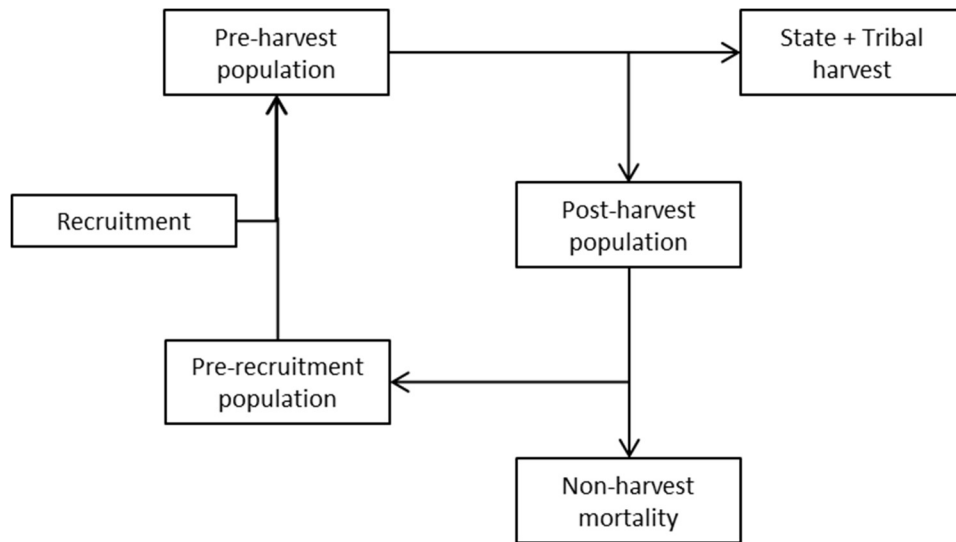 Pre-harvest
population
State + Tribal
harvest
Recruitment
Post-harvest
population
Pre-recruitment
population
Non-harvest
mortality